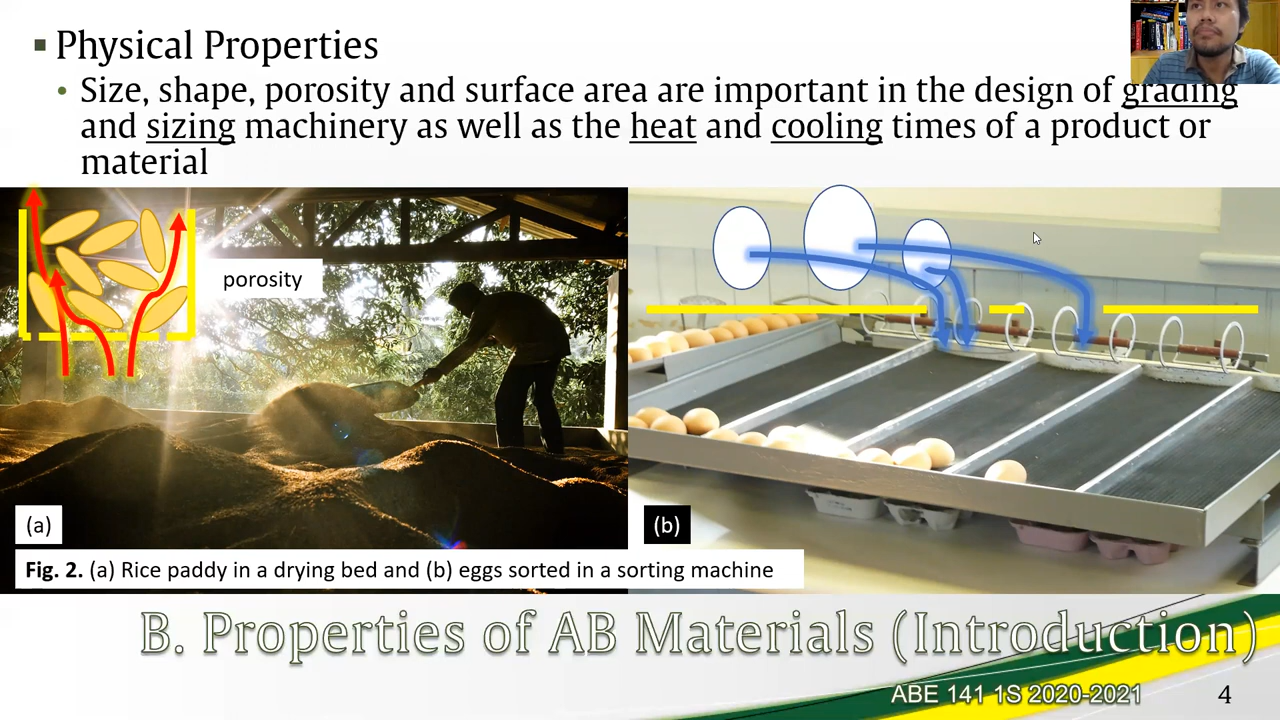 Physical Properties
Size, shape, porosity and surface area are important in the design of grading
and sizing machinery as well as the heat and cooling times of a product or
material
porosity
(a)
(b)
Fig. 2. (a) Rice paddy in a drying bed and (b) eggs sorted in a sorting machine
B. Properties of AB Materials (Introduction)
ABE 141 1S 2020-2021
4